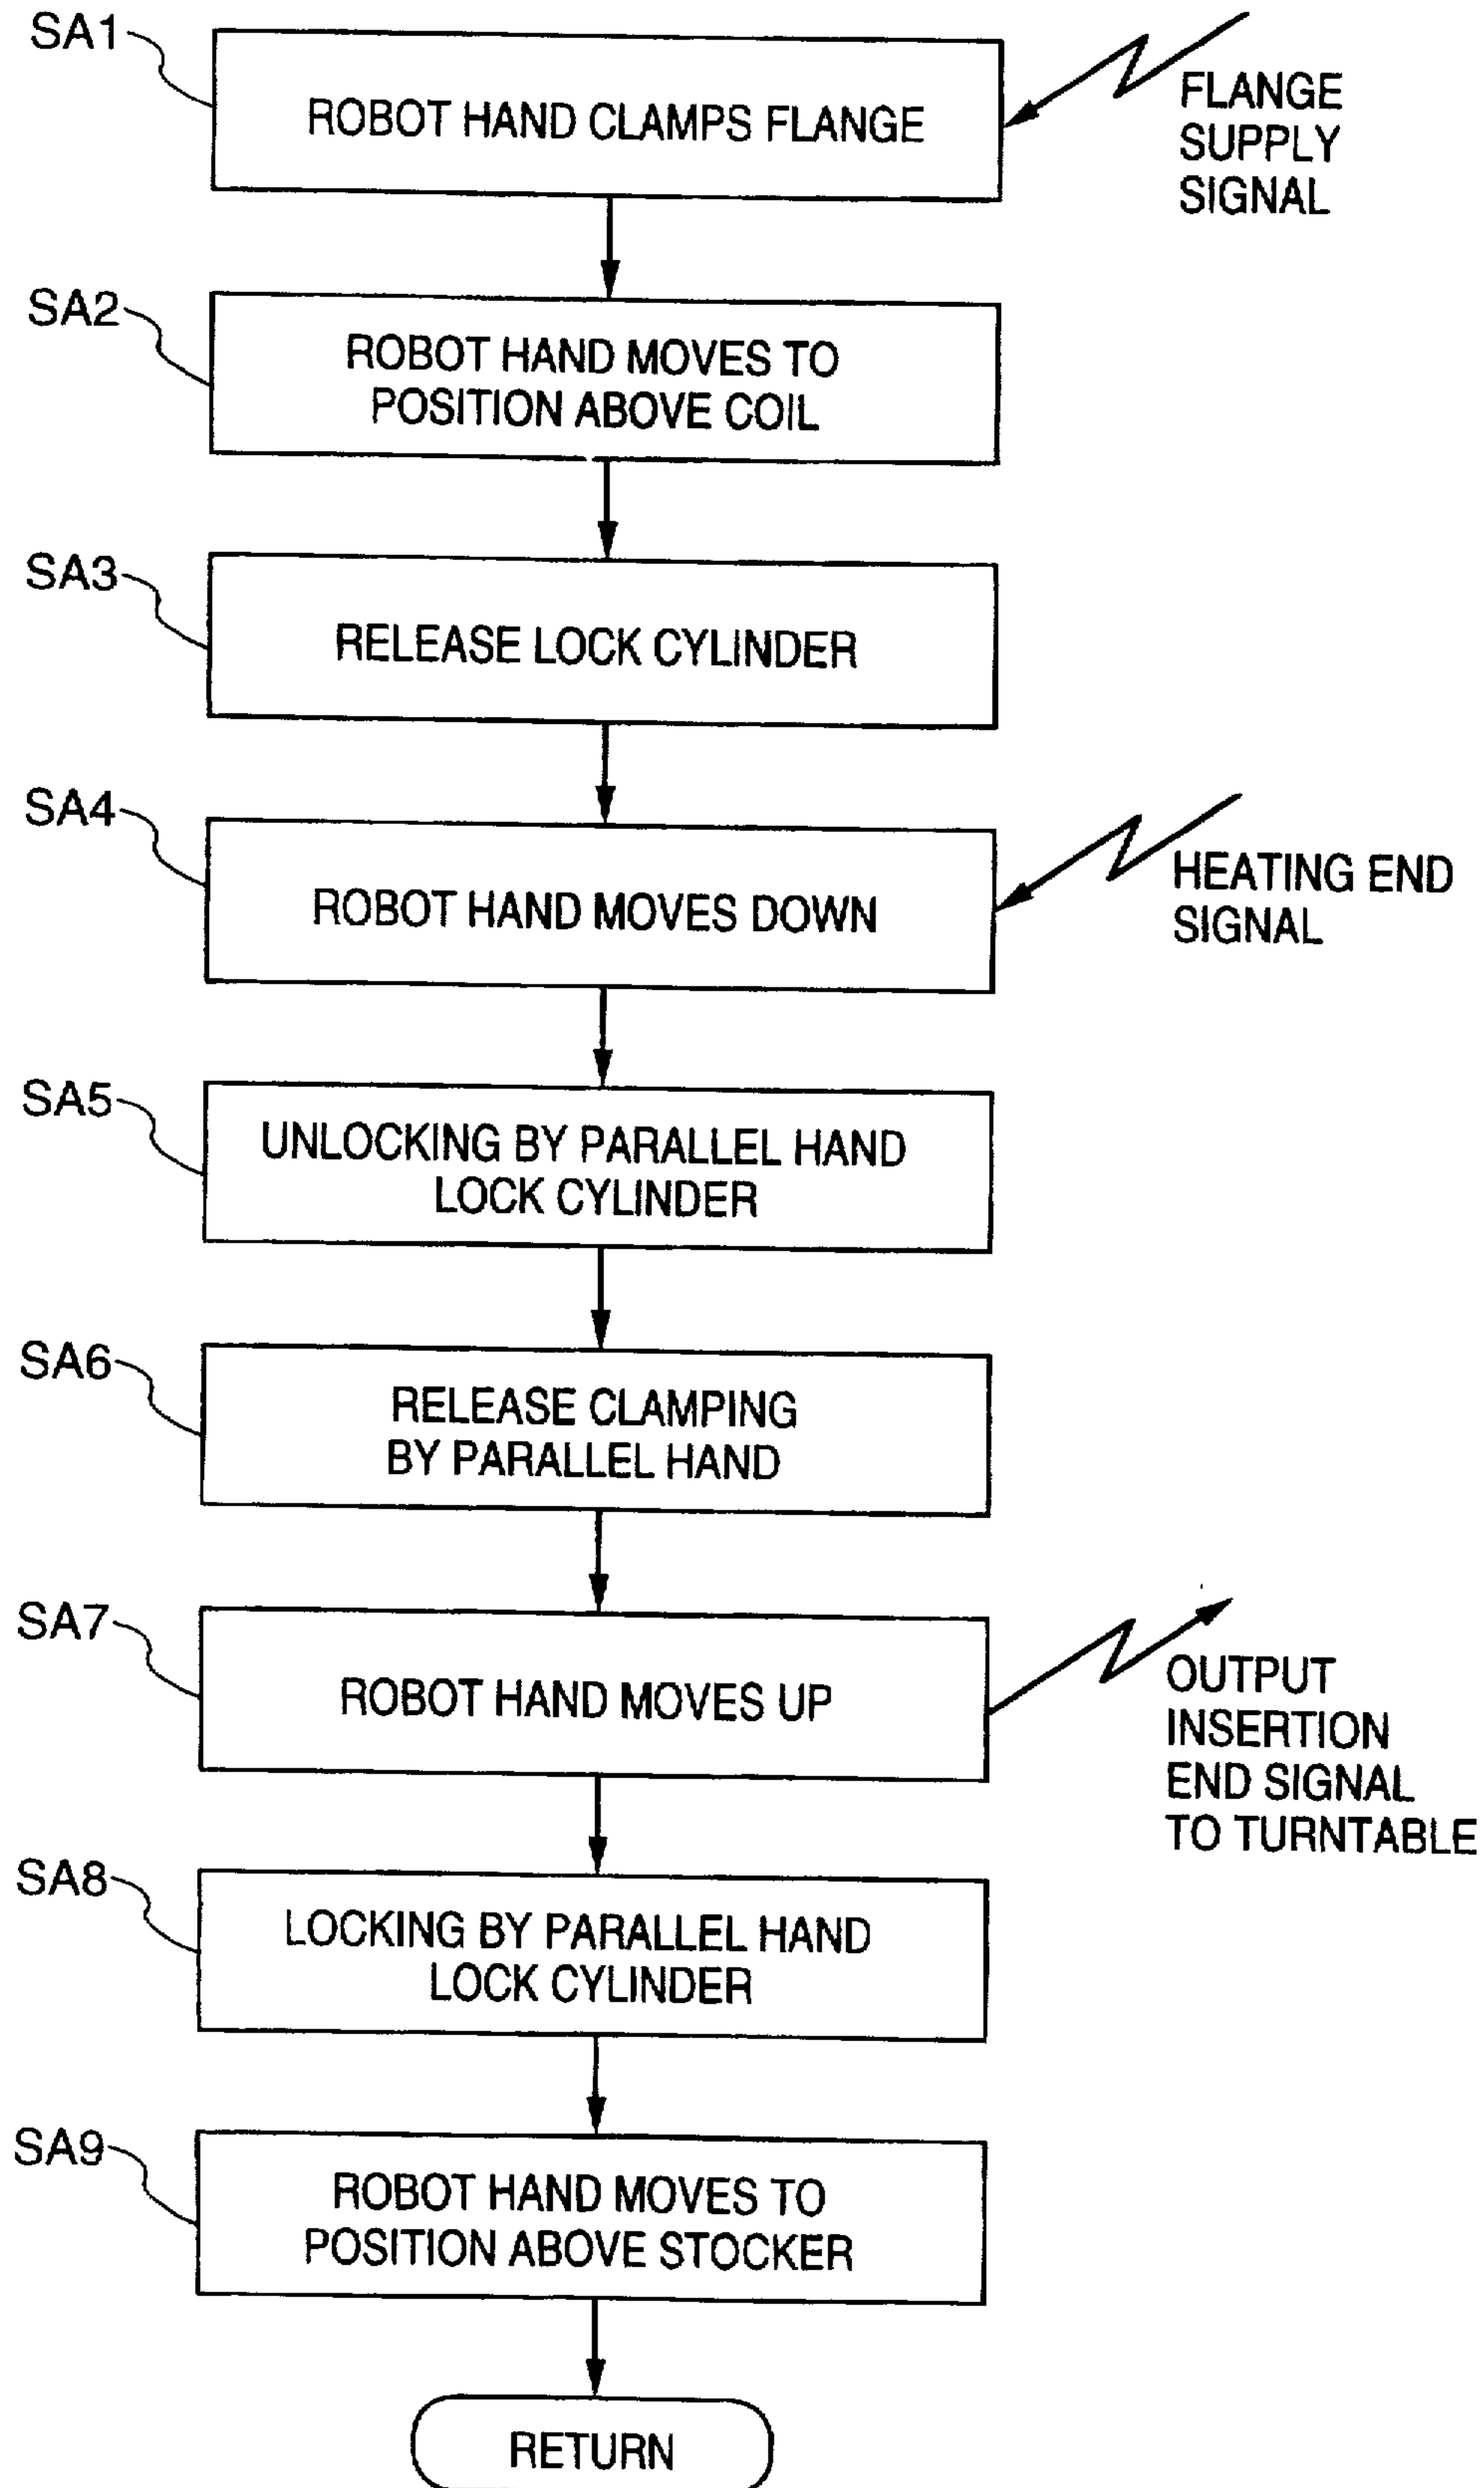 SA1
ROBOT HAND CLAMPS FLANGE
FLANGE
SUPPLY
SIGNAL
SA2
ROBOT HAND MOVES TO
POSITION ABOVE COIL
SA3
RELEASE LOCK CYLINDER
SA4
ROBOT HAND MOVES DOWN
HEATING END
SIGNAL
SA5
UNLOCKING BY PARALLEL HAND
LOCK CYLINDER
SA6
RELEASE CLAMPING
BY PARALLEL HAND
SA7
ROBOT HAND MOVES UP
OUTPUT
INSERTION
END SIGNAL
TO TURNTABLE
SA8
LOCKING BY PARALLEL HAND
LOCK CYLINDER
SA9
ROBOT HAND MOVES TO
POSITION ABOVE STOCKER
RETURN